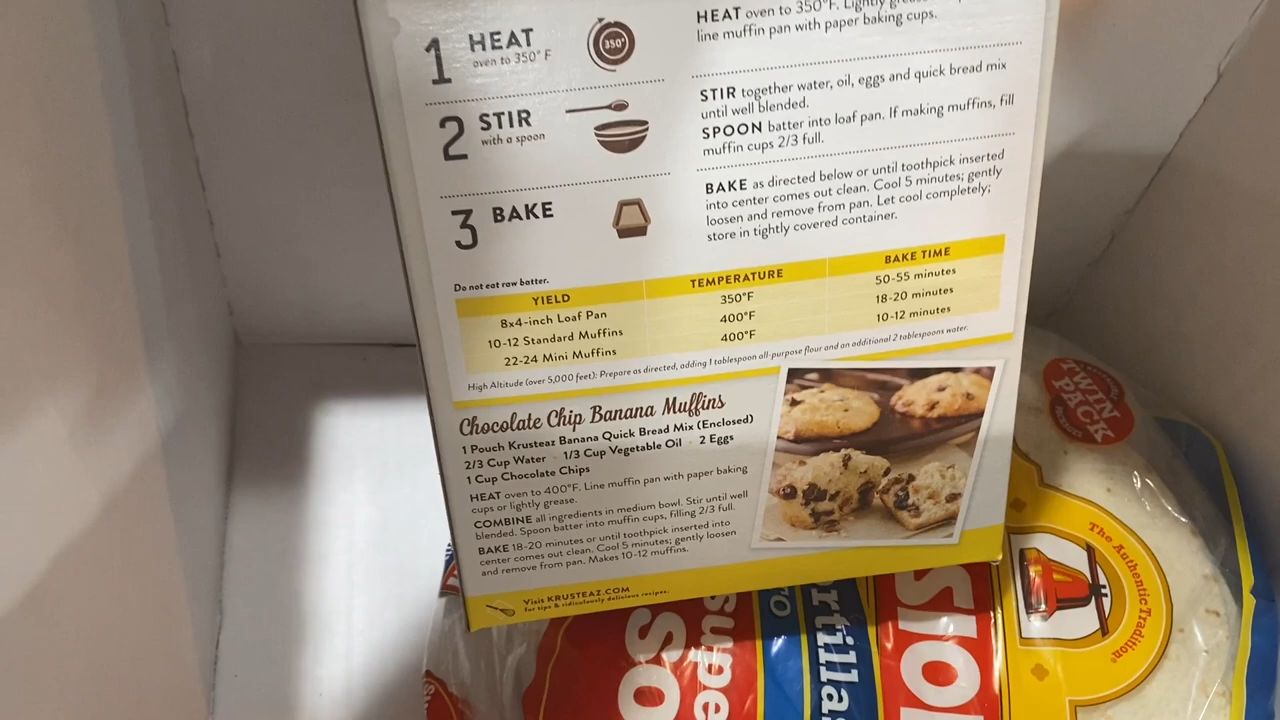 1 HEAT
oven to 350°F
350°
HEAT oven to 350°F. Lightly
line muffin pan with paper baking cups.
2 STIR
with a spoon
STIR together water, oil, eggs and quick bread mix
until well blended.
SPOON batter into loaf pan. If making muffins, fill
muffin cups 2/3 full.
3 BAKE
BAKE as directed below or until toothpick inserted
into center comes out clean. Cool 5 minutes; gently
loosen and remove from pan. Let cool completely;
store in tightly covered container.
Do not eat raw batter.
YIELD TEMPERATURE BAKE TIME
8x4-inch Loaf Pan 350°F 50-55 minutes
10-12 Standard Muffins 400°F 18-20 minutes
22-24 Mini Muffins 400°F 10-12 minutes
High Altitude (over 5,000 feet): Prepare as directed, adding 1 tablespoon all-purpose flour and an additional 2 tablespoons water.
Chocolate Chip Banana Muffins
1 Pouch Krusteaz Banana Quick Bread Mix (Enclosed)
2/3 Cup Water · 1/3 Cup Vegetable Oil · 2 Eggs
1 Cup Chocolate Chips
HEAT oven to 400°F. Line muffin pan with paper baking
cups or lightly grease.
COMBINE all ingredients in medium bowl. Stir until well
blended. Spoon batter into muffin cups, filling 2/3 full.
BAKE 18-20 minutes or until toothpick inserted into
center comes out clean. Cool 5 minutes; gently loosen
and remove from pan. Makes 10-12 muffins.
Visit KRUSTEAZ.COM
for tips & ridiculously delicious recipes.
TWIN
PACK
The Authentic Tradition®